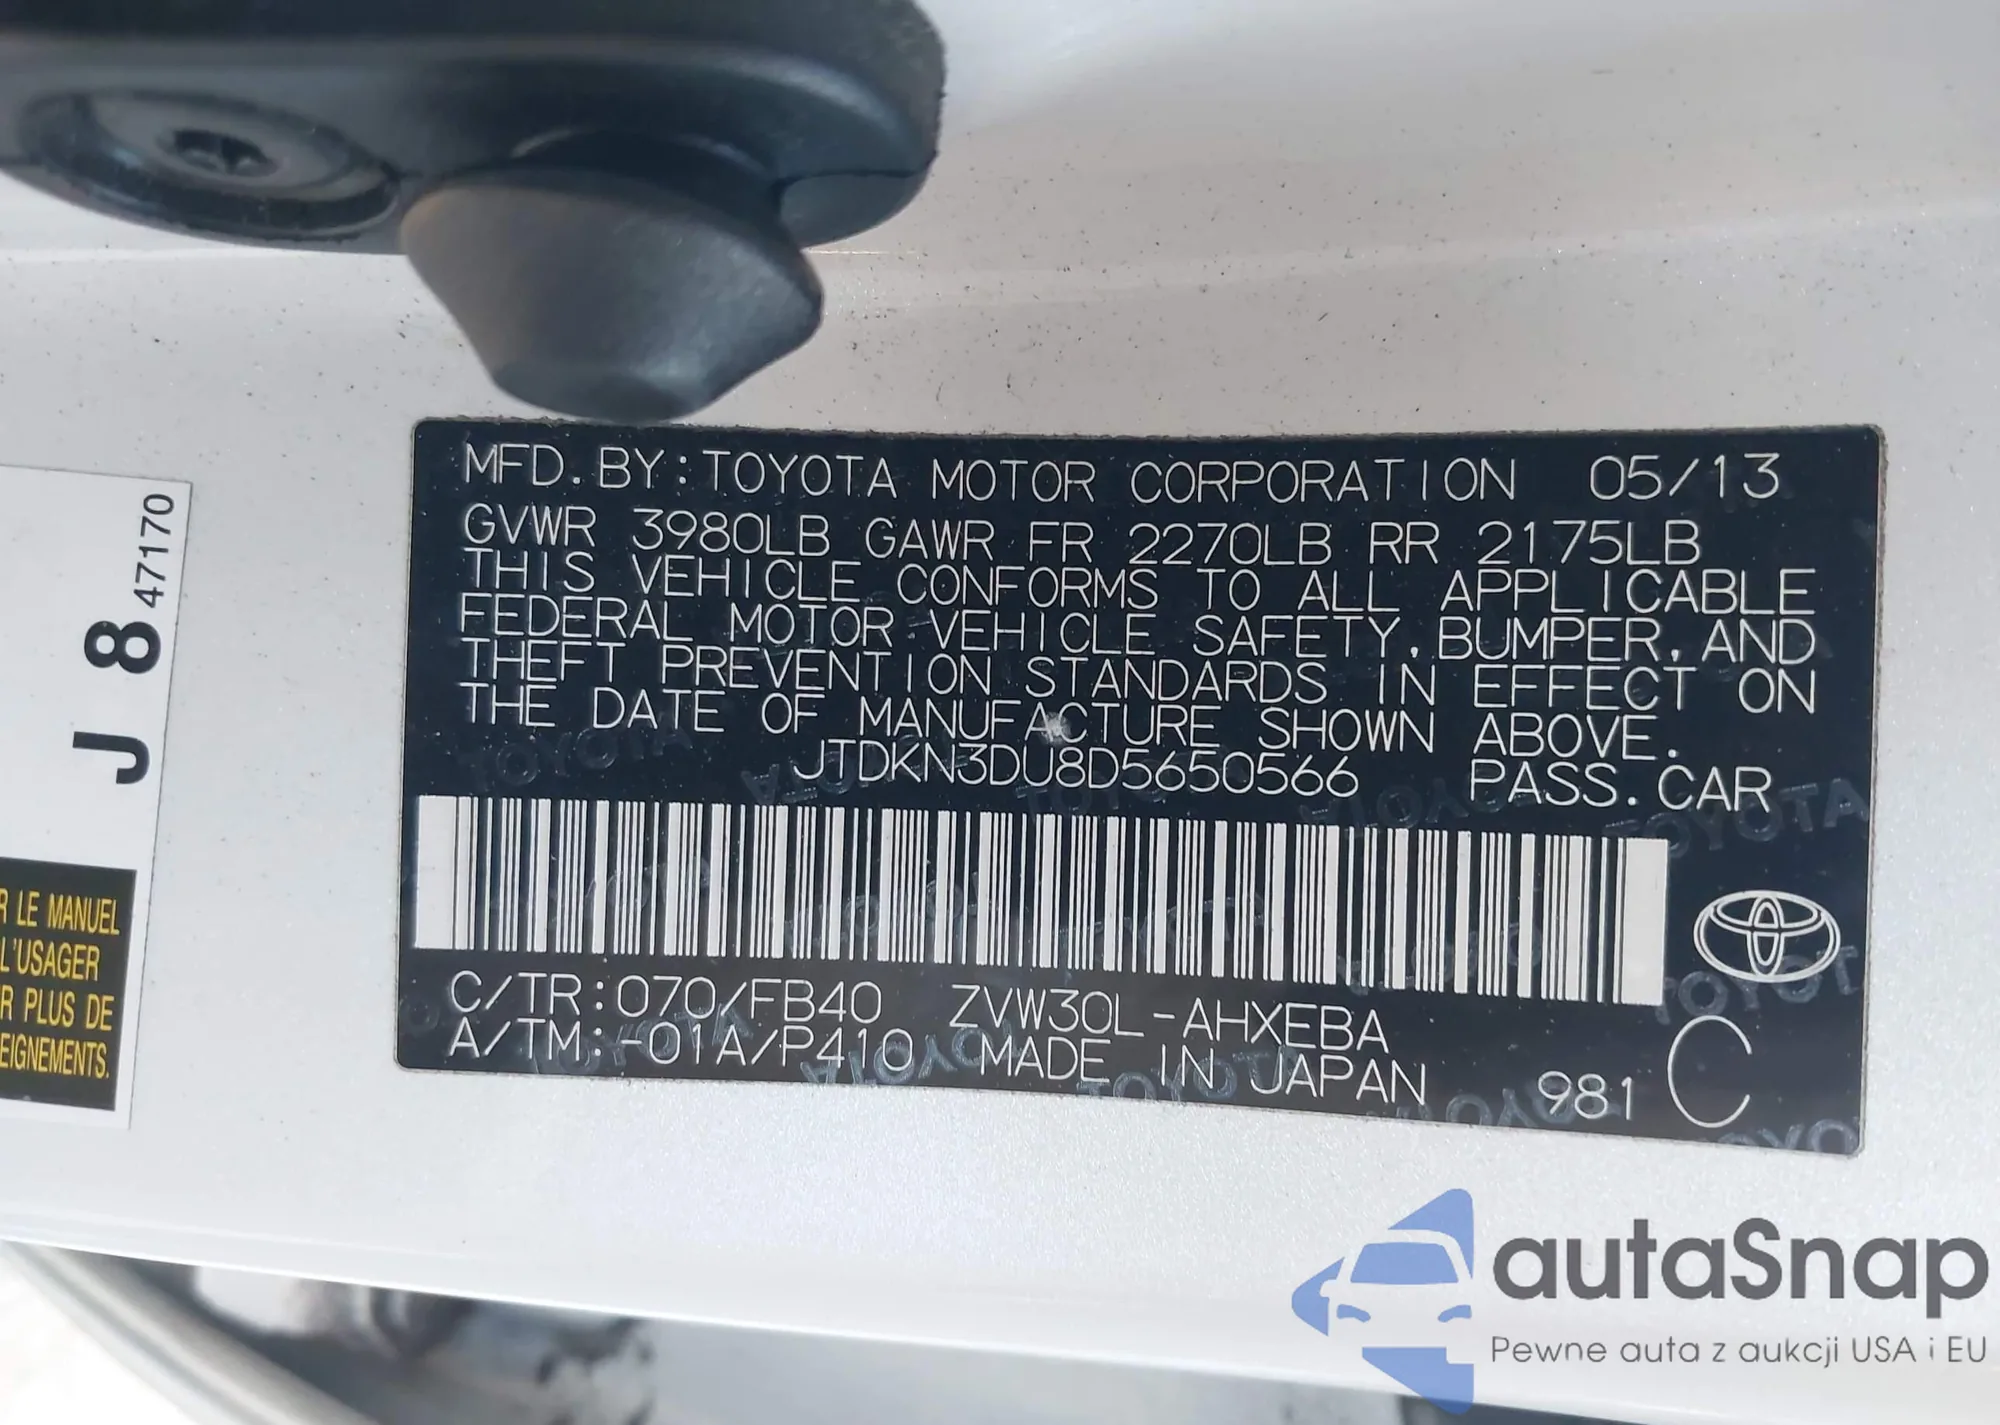 MFD. BY : TOYOTA MOTOR CORPORATION 05/13
GVWR 3980LB GAWR FR 2270LB RR 2175LB
THIS VEHICLE CONFORMS TO ALL APPLICABLE
FEDERAL MOTOR VEHICLE SAFETY, BUMPER, AND
THEFT PREVENTION STANDARDS IN EFFECT ON
THE DATE OF MANUFACTURE SHOWN ABOVE.
JTDKN3DU8D5650566 PASS. CAR
C/TR : 070/FB40 ZVW30L-AHXEBA
A/TM : -01A/P410 MADE IN JAPAN 981 C
J 8 47170
R LE MANUEL
L'USAGER
R PLUS DE
EIGNEMENTS.
autaSnap
Pewne auta z aukcji USA i EU